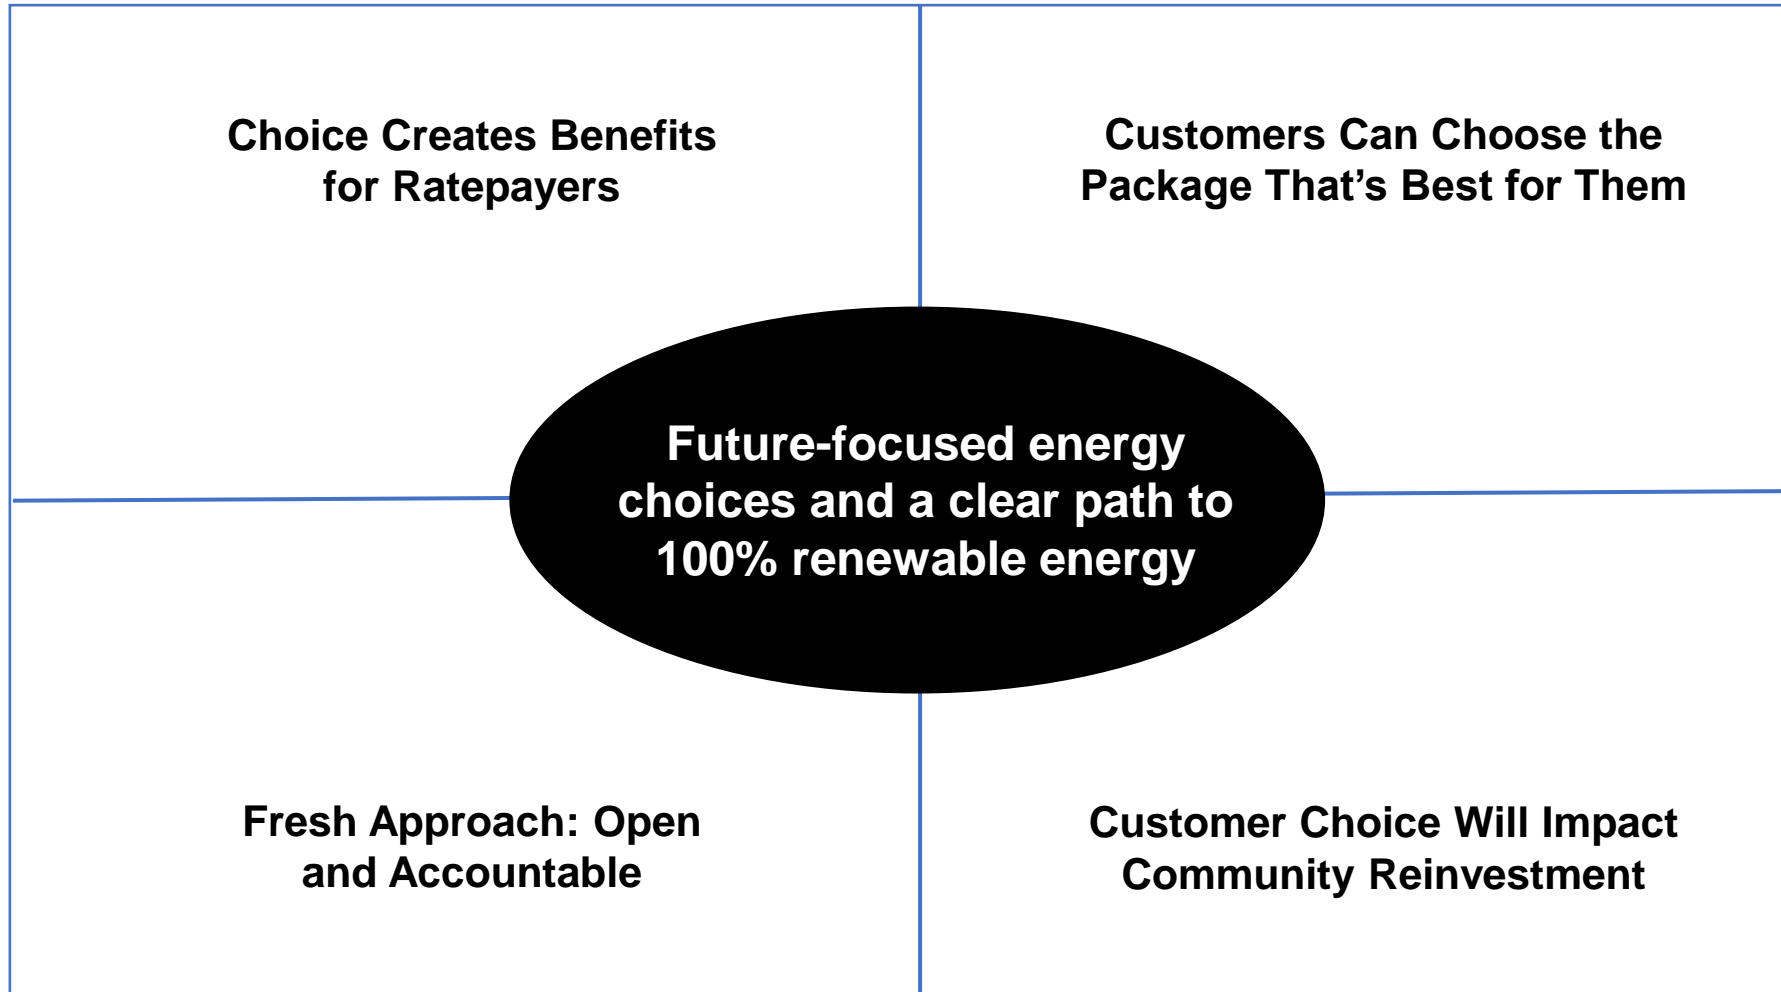 Choice Creates Benefits
for Ratepayers
Customers Can Choose the
Package That’s Best for Them
Future-focused energy
choices and a clear path to
100% renewable energy
Fresh Approach: Open
and Accountable
Customer Choice Will Impact
Community Reinvestment